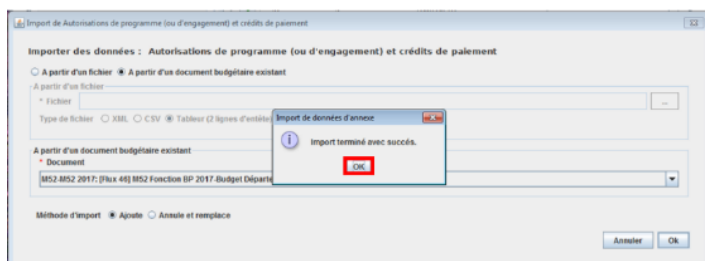 Import de Autorisations de programme (ou d'engagement) et crédits de paiement
Importer des données : Autorisations de programme (ou d'engagement) et crédits de paiement
A partir d'un fichier A partir d'un document budgétaire existant
A partir d'un fichier
* Fichier ...
Type de fichier XML CSV Tableur (2 lignes d'entête)
Import de données d'annexe
Import terminé avec succés.
OK
A partir d'un document budgétaire existant
* Document
M52-M52 2017: [Flux 46] M52 Fonction BP 2017-Budget Départe
Méthode d'import Ajoute Annule et remplace
Annuler Ok